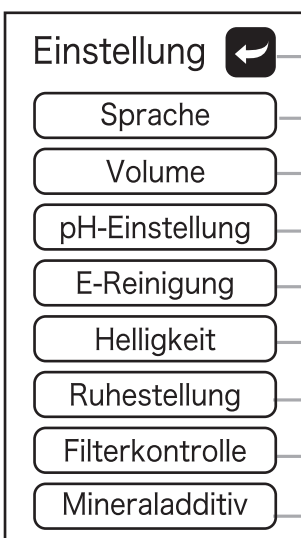 Einstellung
Sprache
Volume
pH-Einstellung
E-Reinigung
Helligkeit
Ruhestellung
Filterkontrolle
Mineraladditiv